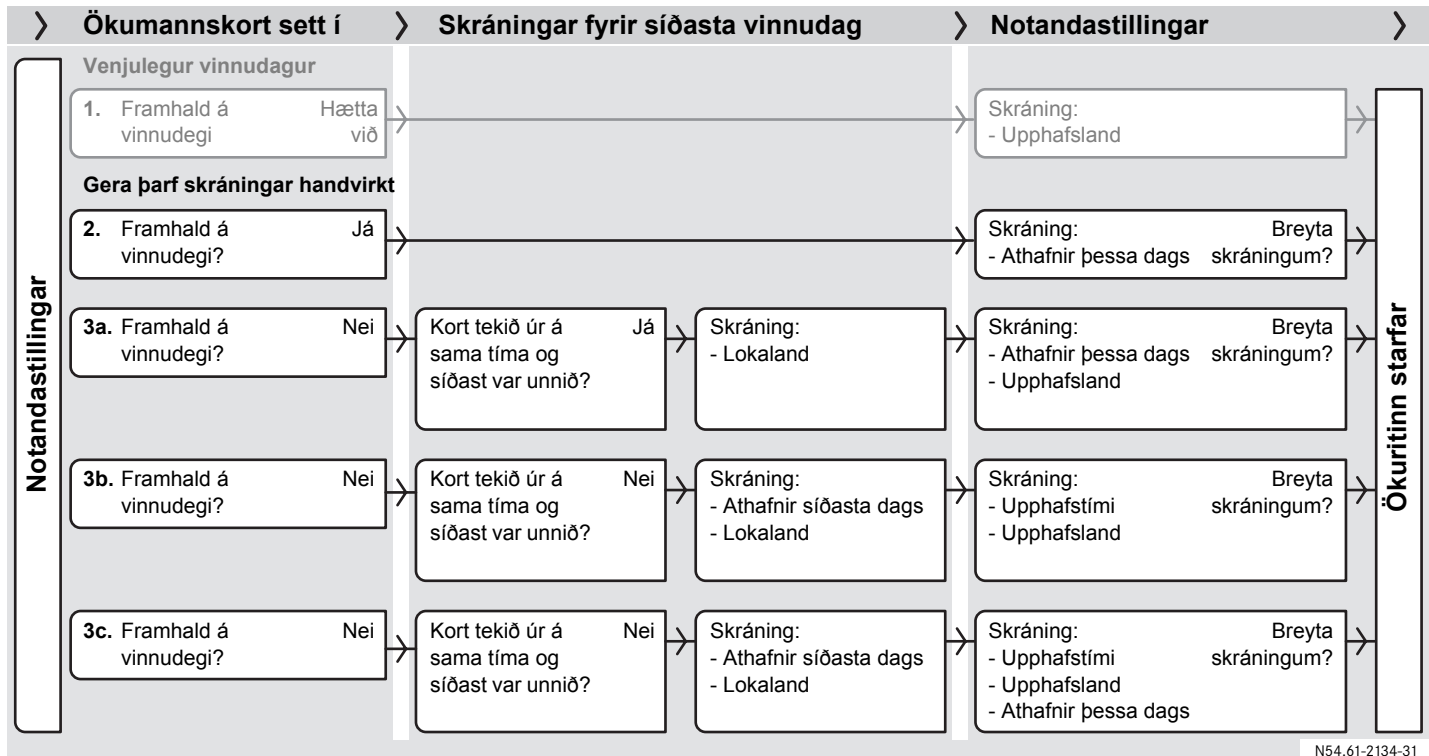 Ökumannskort sett í
Skráningar fyrir síðasta vinnudag
Notandastillingar
Notandastillingar
Venjulegur vinnudagur
1. Framhald á Hætta
vinnudegi við
Skráning:
- Upphafsland
Gera þarf skráningar handvirkt
2. Framhald á Já
vinnudegi?
Skráning: Breyta
- Athafnir þessa dags skráningum?
3a. Framhald á Nei
vinnudegi?
Kort tekið úr á Já
sama tíma og
síðast var unnið?
Skráning:
- Lokaland
Skráning: Breyta
- Athafnir þessa dags skráningum?
- Upphafsland
3b. Framhald á Nei
vinnudegi?
Kort tekið úr á Nei
sama tíma og
síðast var unnið?
Skráning:
- Athafnir síðasta dags
- Lokaland
Skráning: Breyta
- Upphafstími skráningum?
- Upphafsland
3c. Framhald á Nei
vinnudegi?
Kort tekið úr á Nei
sama tíma og
síðast var unnið?
Skráning:
- Athafnir síðasta dags
- Lokaland
Skráning: Breyta
- Upphafstími skráningum?
- Upphafsland
- Athafnir þessa dags
Ökuritinn starfar
N54.61-2134-31